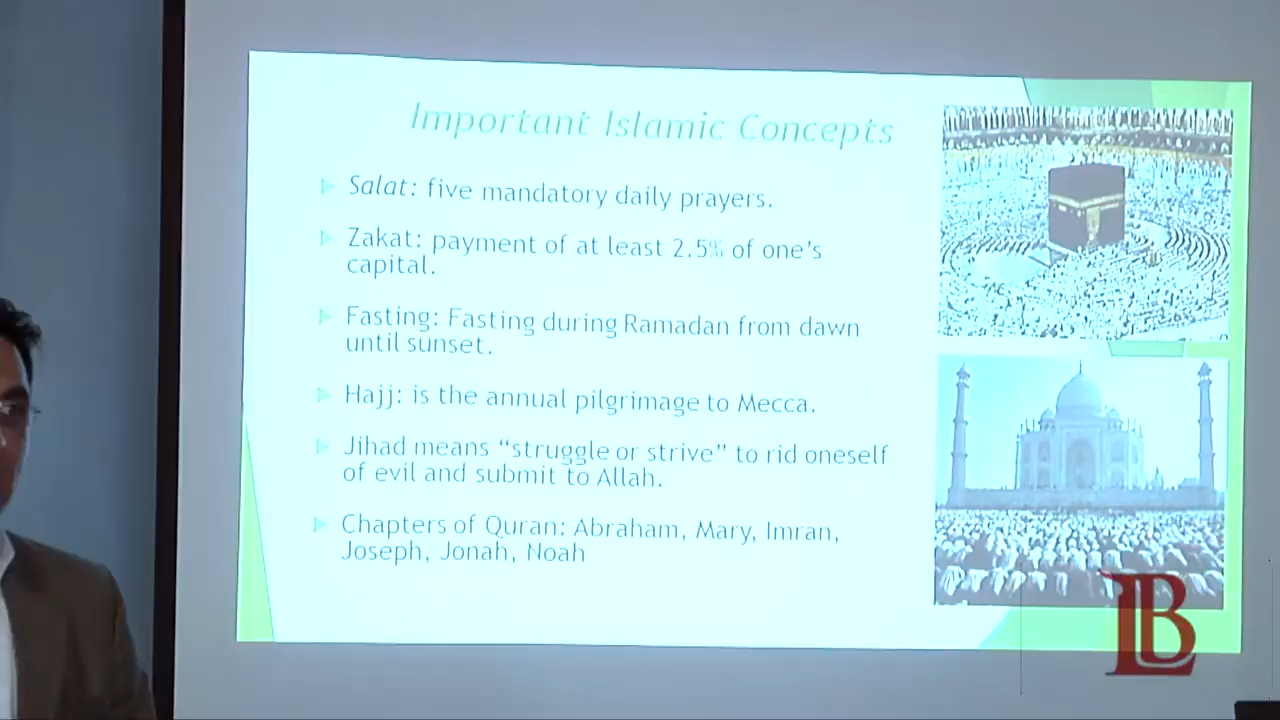 Important Islamic Concepts
Salat: five mandatory daily prayers.
Zakat: payment of at least 2.5% of one's
capital.
Fasting: Fasting during Ramadan from dawn
until sunset.
Hajj: is the annual pilgrimage to Mecca.
Jihad means “struggle or strive” to rid oneself
of evil and submit to Allah.
Chapters of Quran: Abraham, Mary, Imran,
Joseph, Jonah, Noah
LB